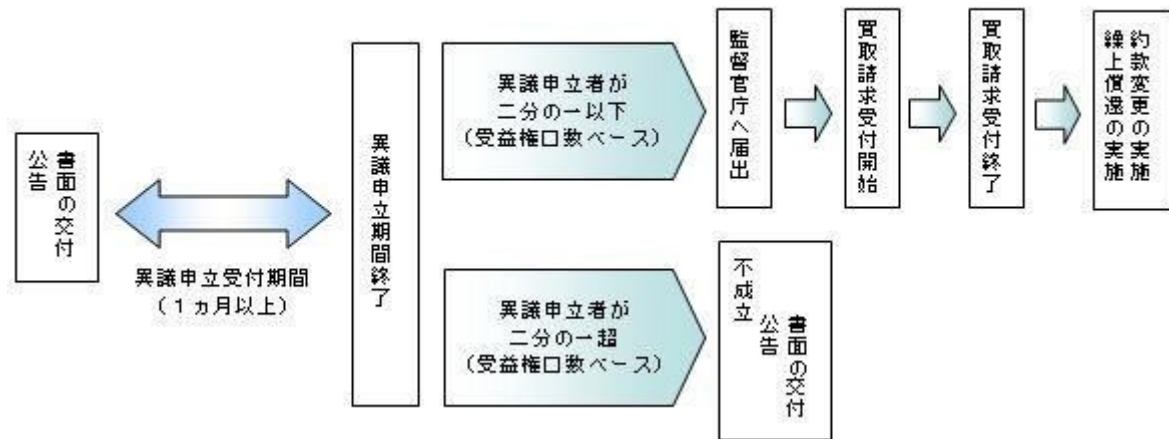 書面の交付
公告
異議申立受付期間
（１ヵ月以上）
異議申立期間終了
異議申立者が
二分の一以下
（受益権口数ベース）
監督官庁へ届出
買取請求受付開始
買取請求受付終了
約款変更の実施
繰上償還の実施
異議申立者が
二分の一超
（受益権口数ベース）
不成立
書面の交付
公告